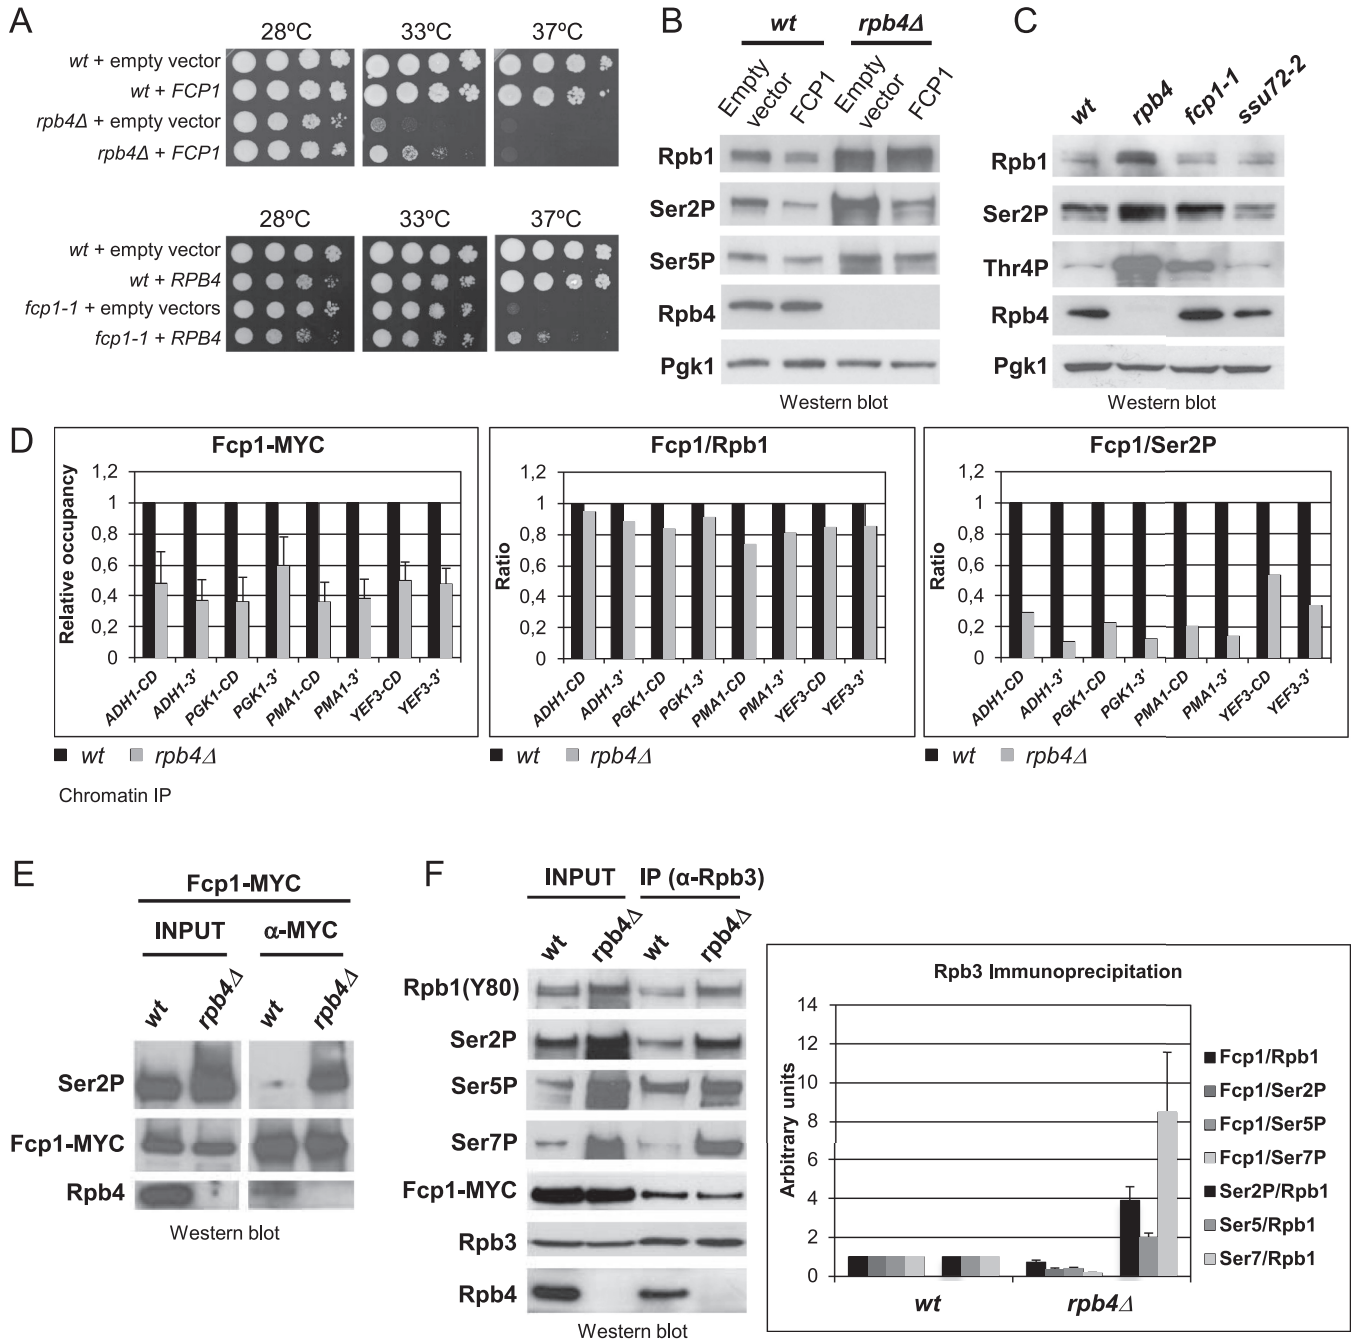 A
28ºC 33ºC 37ºC
wt + empty vector
wt + FCP1
rpb4Δ + empty vector
rpb4Δ + FCP1
28ºC 33ºC 37ºC
wt + empty vector
wt + RPB4
fcp1-1 + empty vectors
fcp1-1 + RPB4
B
wt rpb4Δ
Empty vector FCP1 Empty vector FCP1
Rpb1
Ser2P
Ser5P
Rpb4
Pgk1
Western blot
C
wt rpb4 fcp1-1 ssu72-2
Rpb1
Ser2P
Thr4P
Rpb4
Pgk1
Western blot
D
Fcp1-MYC
Relative occupancy
1,2
1
0,8
0,6
0,4
0,2
0
ADH1-CD ADH1-3' PGK1-CD PGK1-3' PMA1-CD PMA1-3' YEF3-CD YEF3-3'
wt rpb4Δ
Fcp1/Rpb1
Ratio
1,2
1
0,8
0,6
0,4
0,2
0
ADH1-CD ADH1-3' PGK1-CD PGK1-3' PMA1-CD PMA1-3' YEF3-CD YEF3-3'
wt rpb4Δ
Fcp1/Ser2P
Ratio
1,2
1
0,8
0,6
0,4
0,2
0
ADH1-CD ADH1-3' PGK1-CD PGK1-3' PMA1-CD PMA1-3' YEF3-CD YEF3-3'
wt rpb4Δ
Chromatin IP
E
Fcp1-MYC
INPUT α-MYC
wt rpb4Δ wt rpb4Δ
Ser2P
Fcp1-MYC
Rpb4
Western blot
F
INPUT IP (α-Rpb3)
wt rpb4Δ wt rpb4Δ
Rpb1(Y80)
Ser2P
Ser5P
Ser7P
Fcp1-MYC
Rpb3
Rpb4
Western blot
Rpb3 Immunoprecipitation
Arbitrary units
14
12
10
8
6
4
2
0
wt rpb4Δ
Fcp1/Rpb1
Fcp1/Ser2P
Fcp1/Ser5P
Fcp1/Ser7P
Ser2P/Rpb1
Ser5/Rpb1
Ser7/Rpb1